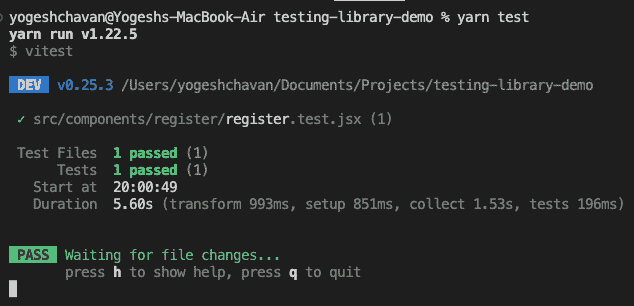 yogeshchavan@Yogeshs-MacBook-Air testing-library-demo % yarn test
yarn run v1.22.5
$ vitest
DEV v0.25.3 /Users/yogeshchavan/Documents/Projects/testing-library-demo
✓ src/components/register/register.test.jsx (1)
Test Files 1 passed (1)
Tests 1 passed (1)
Start at 20:00:49
Duration 5.60s (transform 993ms, setup 851ms, collect 1.53s, tests 196ms)
PASS Waiting for file changes...
press h to show help, press q to quit